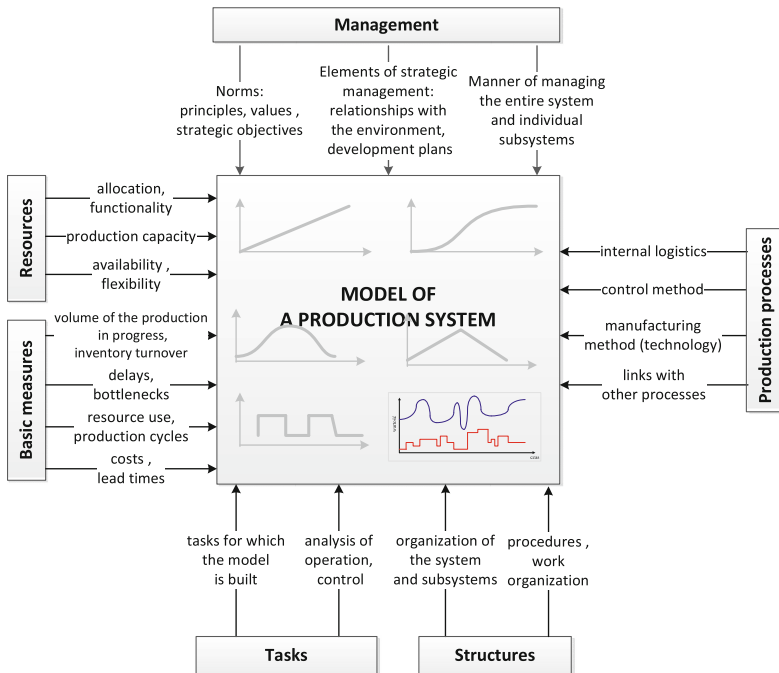 Management
Norms:
principles, values ,
strategic objectives
Elements of strategic
management:
relationships with
the environment,
development plans
Manner of managing
the entire system
and individual
subsystems
Resources
allocation,
functionality
production capacity
availability ,
flexibility
Basic measures
volume of the production
in progress,
inventory turnover
delays,
bottlenecks
resource use,
production cycles
costs ,
lead times
MODEL OF
A PRODUCTION SYSTEM
Production processes
internal logistics
control method
manufacturing
method (technology)
links with
other processes
tasks for which
the model
is built
analysis of
operation,
control
organization of
the system
and subsystems
procedures ,
work
organization
Tasks
Structures